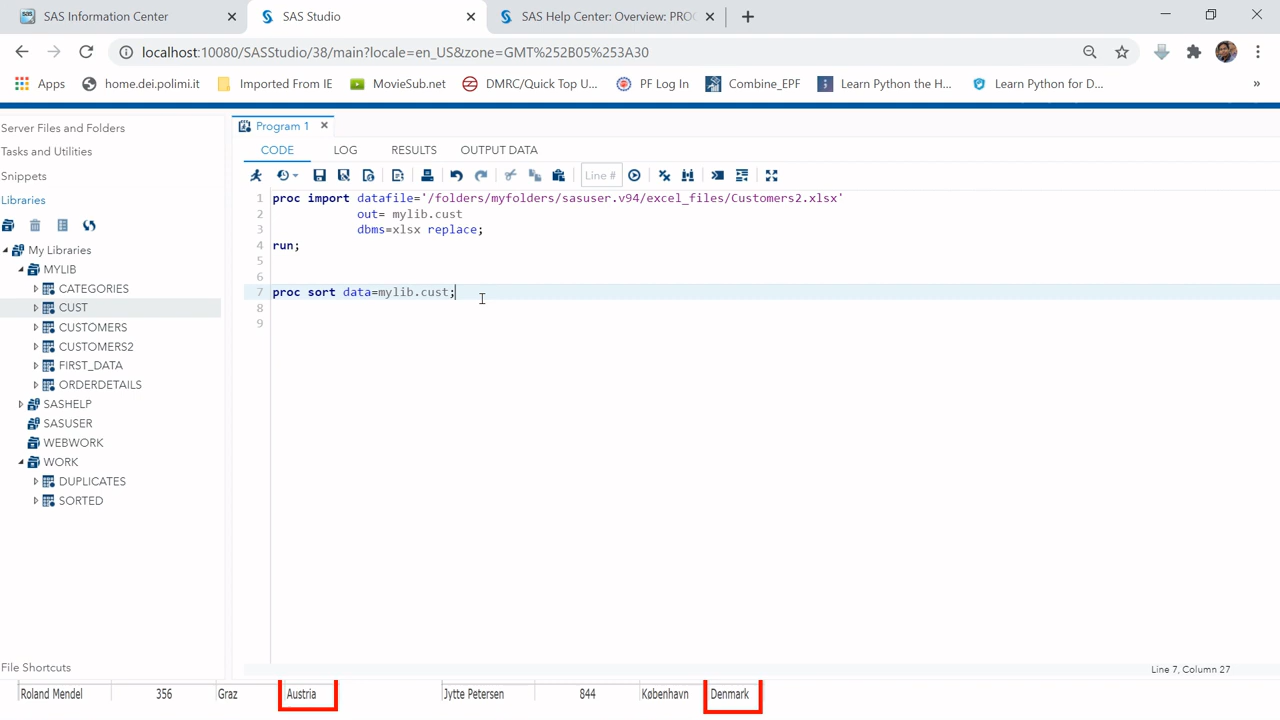 SAS Information Center
SAS Studio
SAS Help Center: Overview: PRO
localhost:10080/SASStudio/38/main?locale=en_US&zone=GMT%252B05%253A30
Apps
home.dei.polimi.it
Imported From IE
MovieSub.net
DMRC/Quick Top U...
PF Log In
Combine_EPF
Learn Python the H...
Learn Python for D...
»
Server Files and Folders
Tasks and Utilities
Snippets
Libraries
My Libraries
MYLIB
CATEGORIES
CUST
CUSTOMERS
CUSTOMERS2
FIRST_DATA
ORDERDETAILS
SASHELP
SASUSER
WEBWORK
WORK
DUPLICATES
SORTED
File Shortcuts
Program 1
CODE LOG RESULTS OUTPUT DATA
Line #
1 proc import datafile='/folders/myfolders/sasuser.v94/excel_files/Customers2.xlsx'
2 out= mylib.cust
3 dbms=xlsx replace;
4 run;
5
6
7 proc sort data=mylib.cust;
8
9
Line 7, Column 27
Roland Mendel 356 Graz Austria Jytte Petersen 844 København Denmark